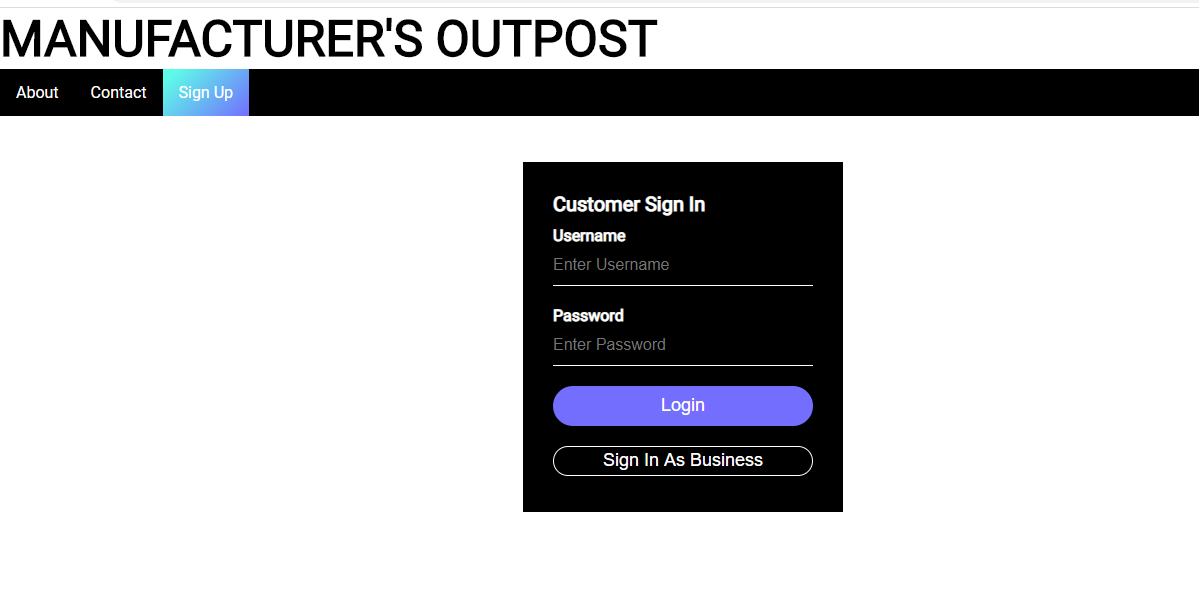 MANUFACTURER'S OUTPOST
About Contact Sign Up
Customer Sign In
Username
Enter Username
Password
Enter Password
Login
Sign In As Business